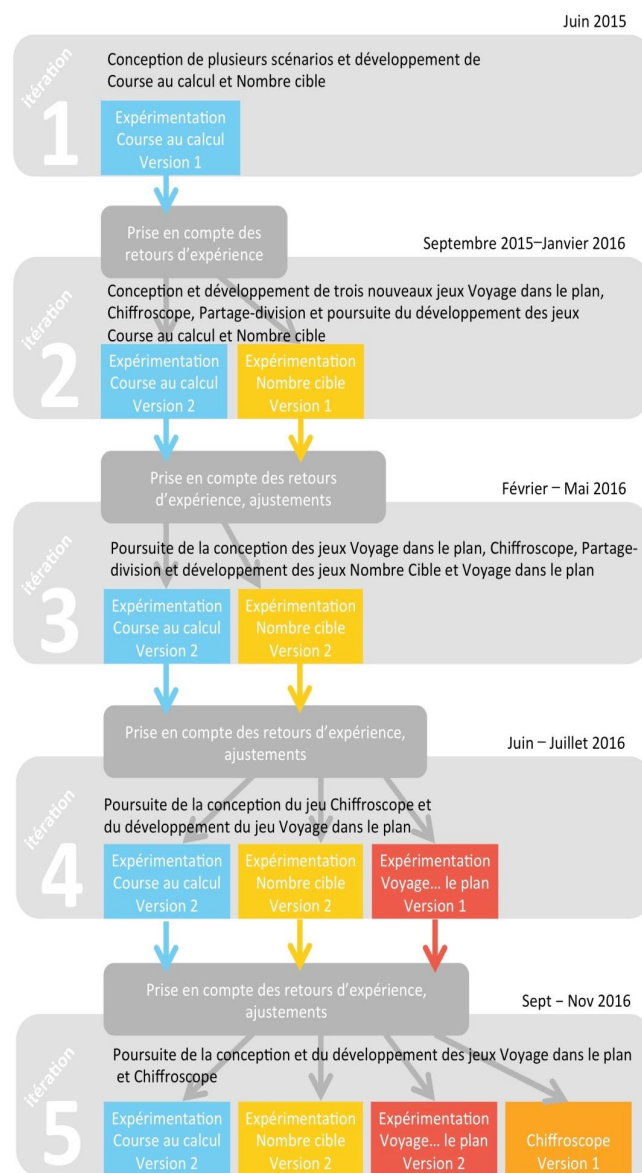 Juin 2015
itération
1
Conception de plusieurs scénarios et développement de
Course au calcul et Nombre cible
Expérimentation
Course au calcul
Version 1
Prise en compte des
retours d’expérience
Septembre 2015–Janvier 2016
itération
2
Conception et développement de trois nouveaux jeux Voyage dans le plan,
Chiffroscope, Partage-division et poursuite du développement des jeux
Course au calcul et Nombre cible
Expérimentation
Course au calcul
Version 2
Expérimentation
Nombre cible
Version 1
Prise en compte des retours
d’expérience, ajustements
Février – Mai 2016
itération
3
Poursuite de la conception des jeux Voyage dans le plan, Chiffroscope, Partage-
division et développement des jeux Nombre Cible et Voyage dans le plan
Expérimentation
Course au calcul
Version 2
Expérimentation
Nombre cible
Version 2
Prise en compte des retours d’expérience,
ajustements
Juin – Juillet 2016
itération
4
Poursuite de la conception du jeu Chiffroscope et
du développement du jeu Voyage dans le plan
Expérimentation
Course au calcul
Version 2
Expérimentation
Nombre cible
Version 2
Expérimentation
Voyage... le plan
Version 1
Prise en compte des retours d’expérience,
ajustements
Sept – Nov 2016
itération
5
Poursuite de la conception et du développement des jeux Voyage dans le plan
et Chiffroscope
Expérimentation
Course au calcul
Version 2
Expérimentation
Nombre cible
Version 2
Expérimentation
Voyage... le plan
Version 2
Chiffroscope
Version 1